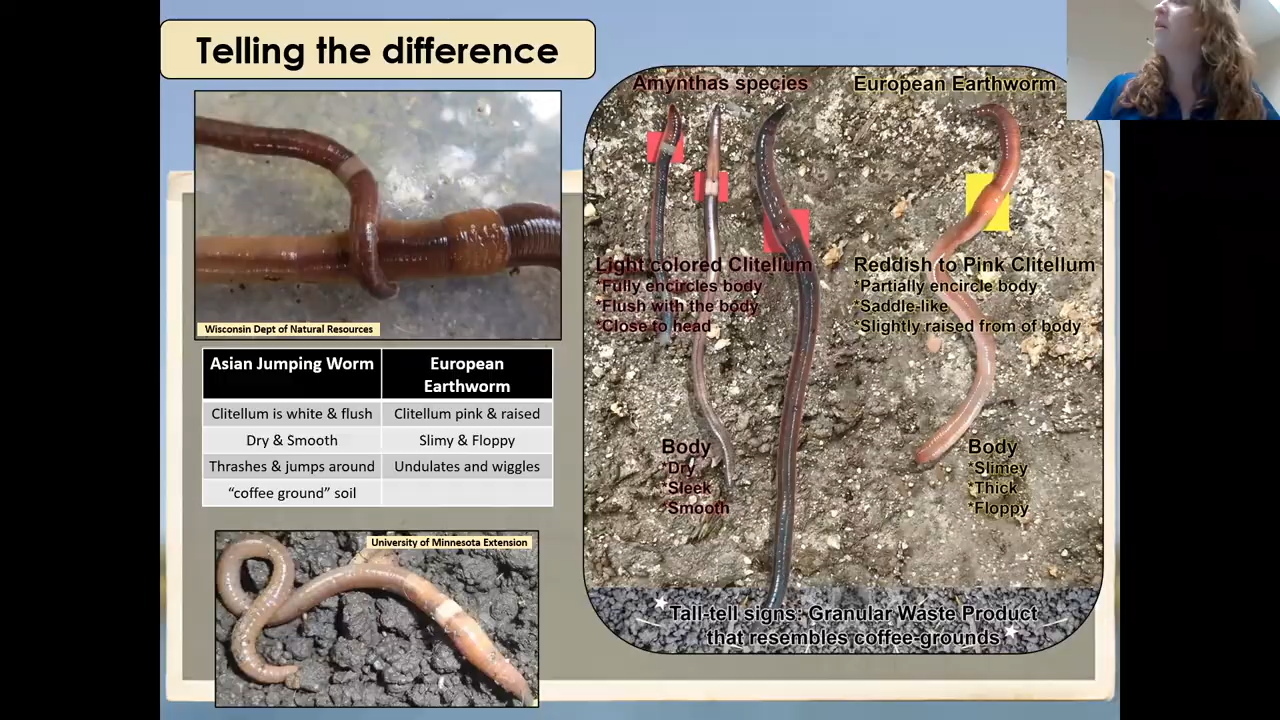 Telling the difference
Wisconsin Dept of Natural Resources
Asian Jumping Worm
European
Earthworm
Clitellum is white & flush
Clitellum pink & raised
Dry & Smooth
Slimy & Floppy
Thrashes & jumps around
Undulates and wiggles
“coffee ground” soil
University of Minnesota Extension
Amynthas species
Light colored Clitellum
*Fully encircles body
*Flush with the body
*Close to head
Body
*Dry
*Sleek
*Smooth
European Earthworm
Reddish to Pink Clitellum
*Partially encircle body
*Saddle-like
*Slightly raised from of body
Body
*Slimey
*Thick
*Floppy
Tall-tell signs: Granular Waste Product
that resembles coffee-grounds